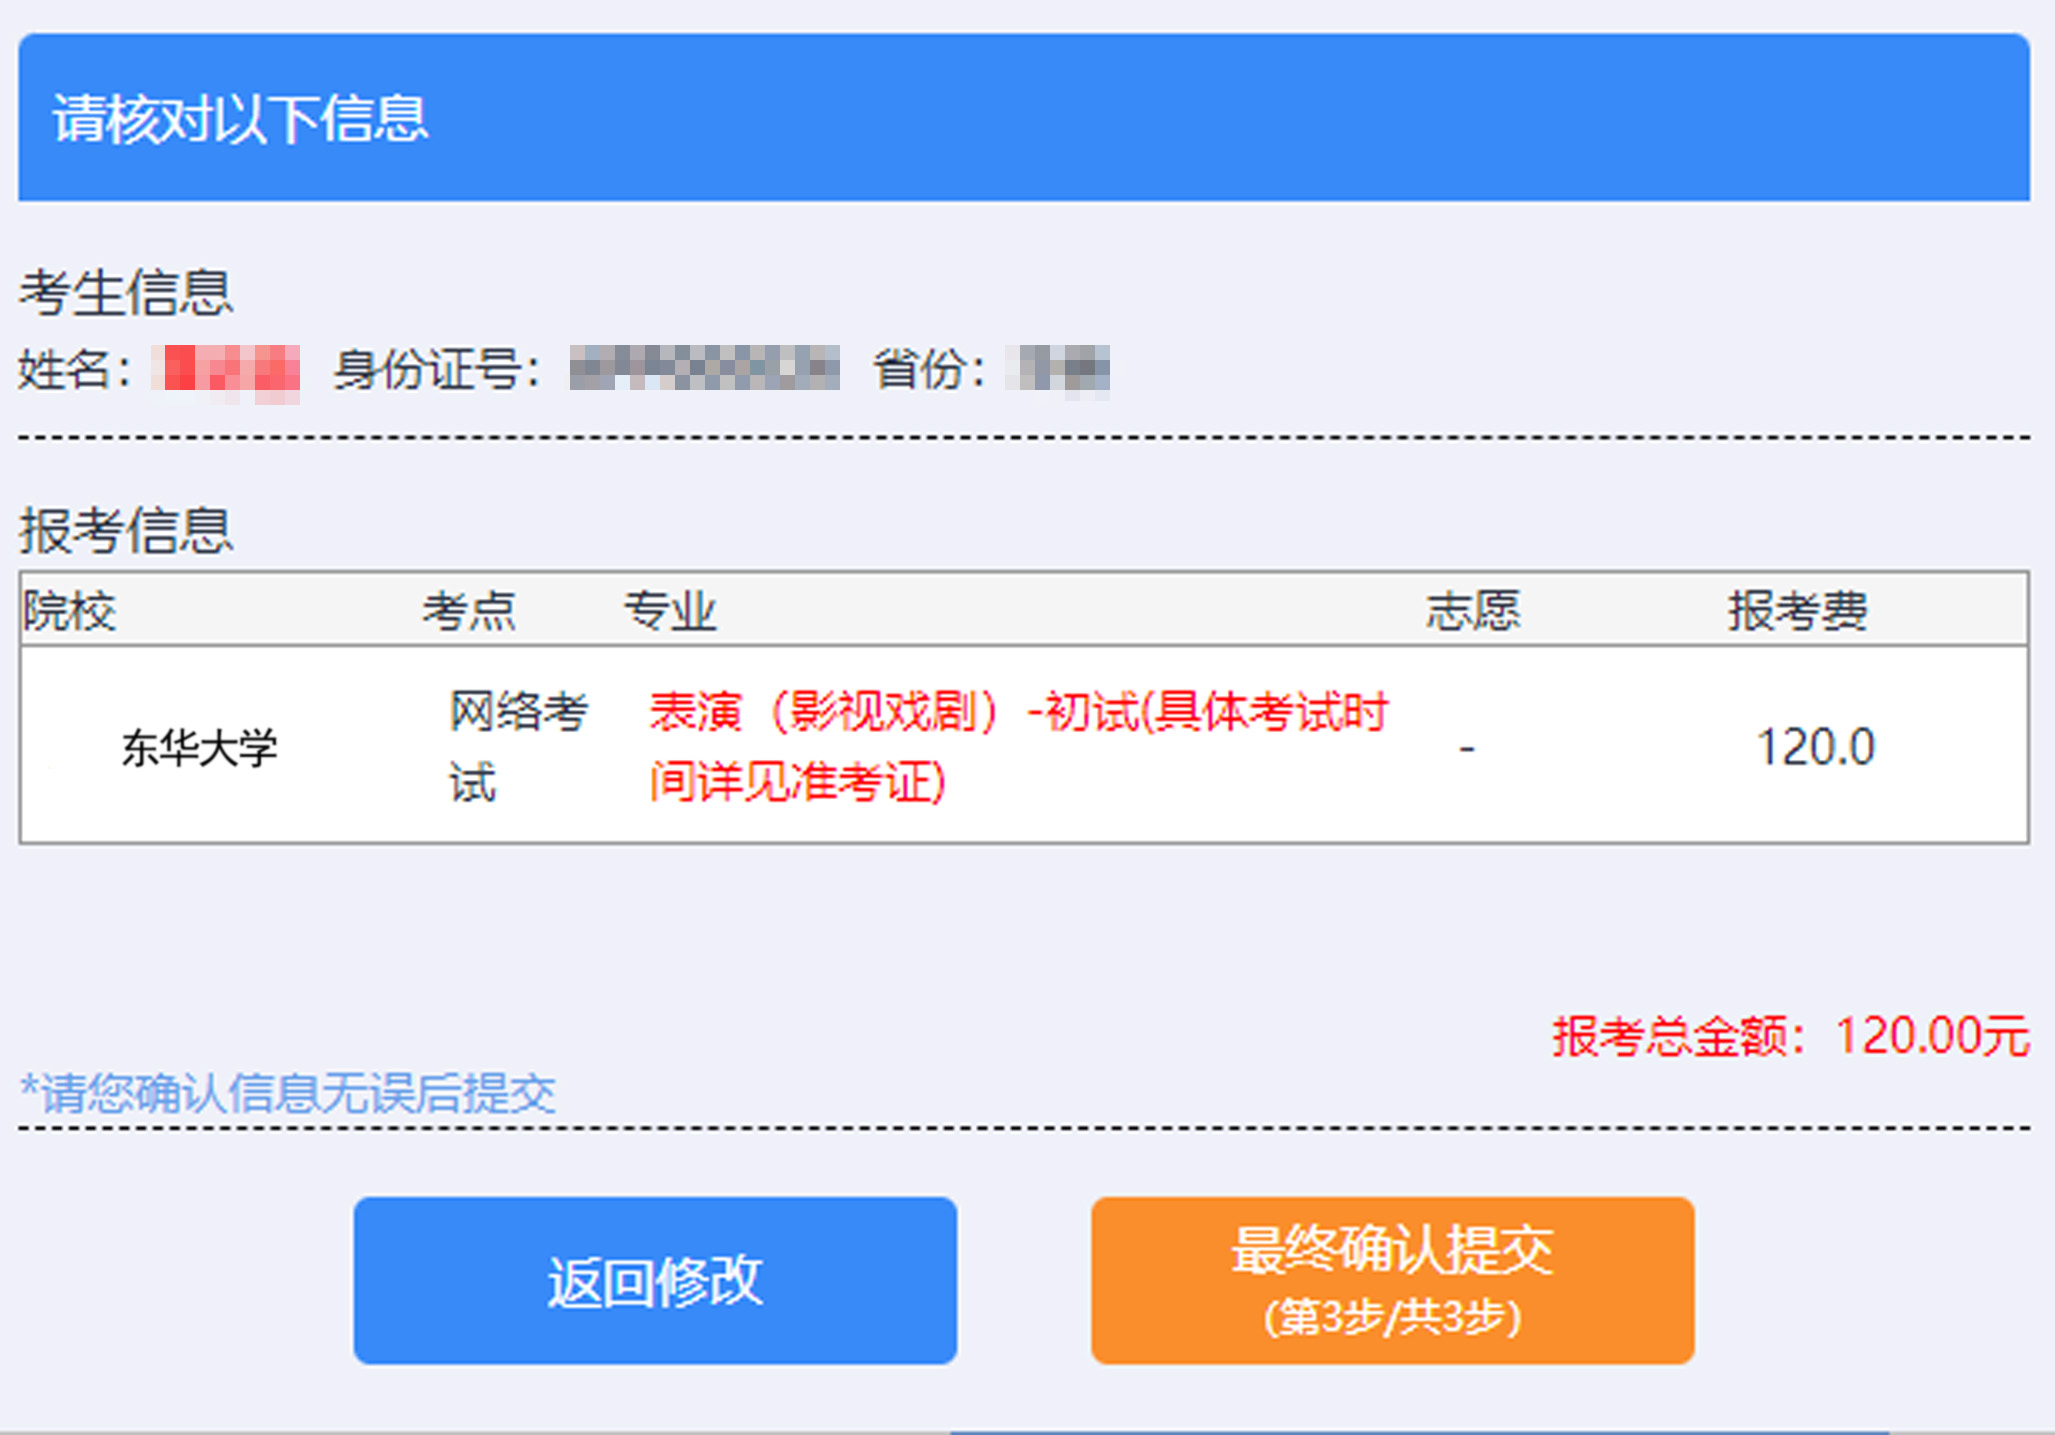 请核对以下信息
考生信息
姓名： 身份证号： 省份：
报考信息
院校 考点 专业 志愿 报考费
东华大学 网络考试 表演（影视戏剧）-初试(具体考试时间详见准考证) - 120.0
报考总金额：120.00元
*请您确认信息无误后提交
返回修改
最终确认提交
(第3步/共3步)